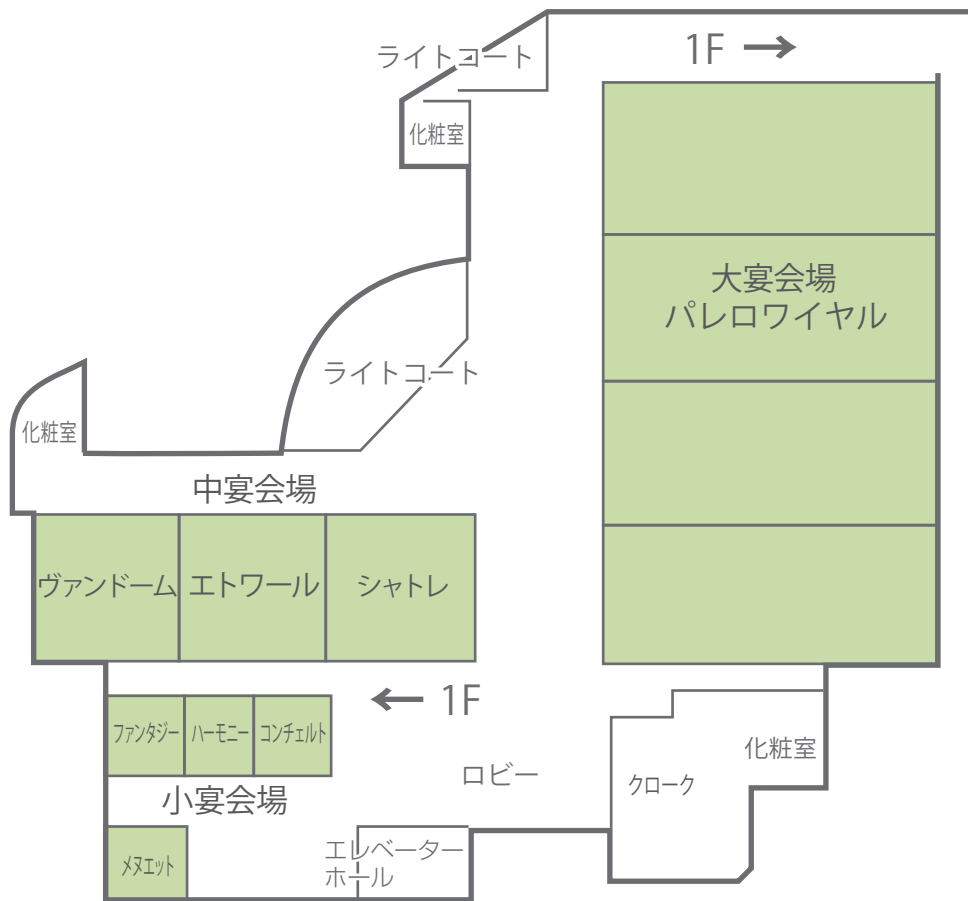 ライトコート
1F →
化粧室
大宴会場
パレロワイヤル
ライトコート
化粧室
中宴会場
ヴァンドーム
エトワール
シャトレ
← 1F
ファンタジー
ハーモニー
コンチェルト
化粧室
ロビー
クローク
小宴会場
エレベーター
ホール
メヌエット